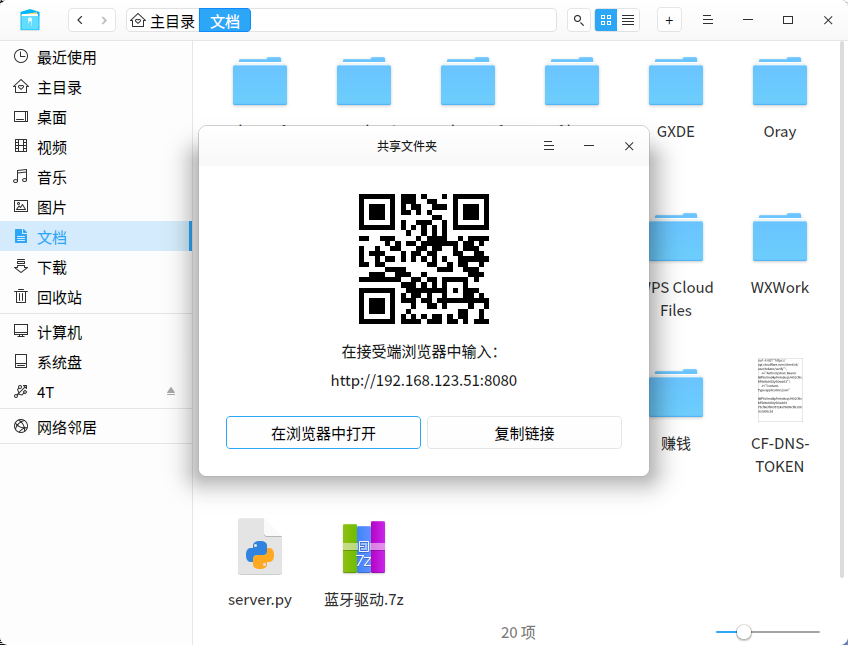 主目录
文档
最近使用
主目录
桌面
视频
音乐
图片
文档
下载
回收站
计算机
系统盘
4T
网络邻居
GXDE
Oray
共享文件夹
在接受端浏览器中输入：
http://192.168.123.51:8080
在浏览器中打开
复制链接
PS Cloud
Files
WXWork
赚钱
CF-DNS-
TOKEN
server.py
7Z
蓝牙驱动.7z
20 项